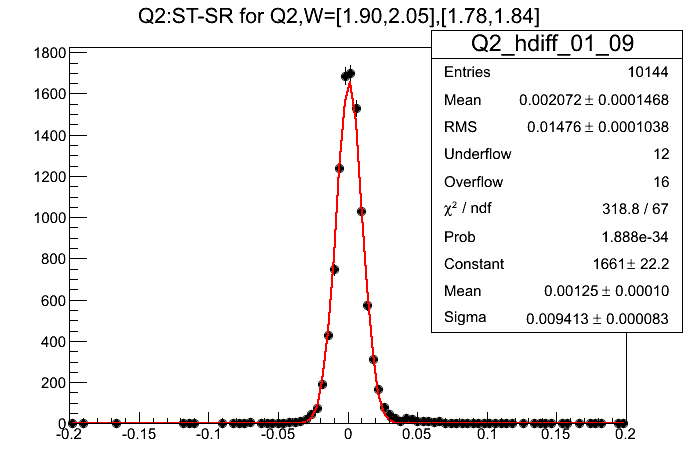 Q2:ST-SR for Q2,W=[1.90,2.05],[1.78,1.84]
Q2_hdiff_01_09
Entries 10144
Mean 0.002072 ± 0.0001468
RMS 0.01476 ± 0.0001038
Underflow 12
Overflow 16
χ² / ndf 318.8 / 67
Prob 1.888e-34
Constant 1661 ± 22.2
Mean 0.00125 ± 0.00010
Sigma 0.009413 ± 0.000083
1800
1600
1400
1200
1000
800
600
400
200
0
-0.2 -0.15 -0.1 -0.05 0 0.05 0.1 0.15 0.2